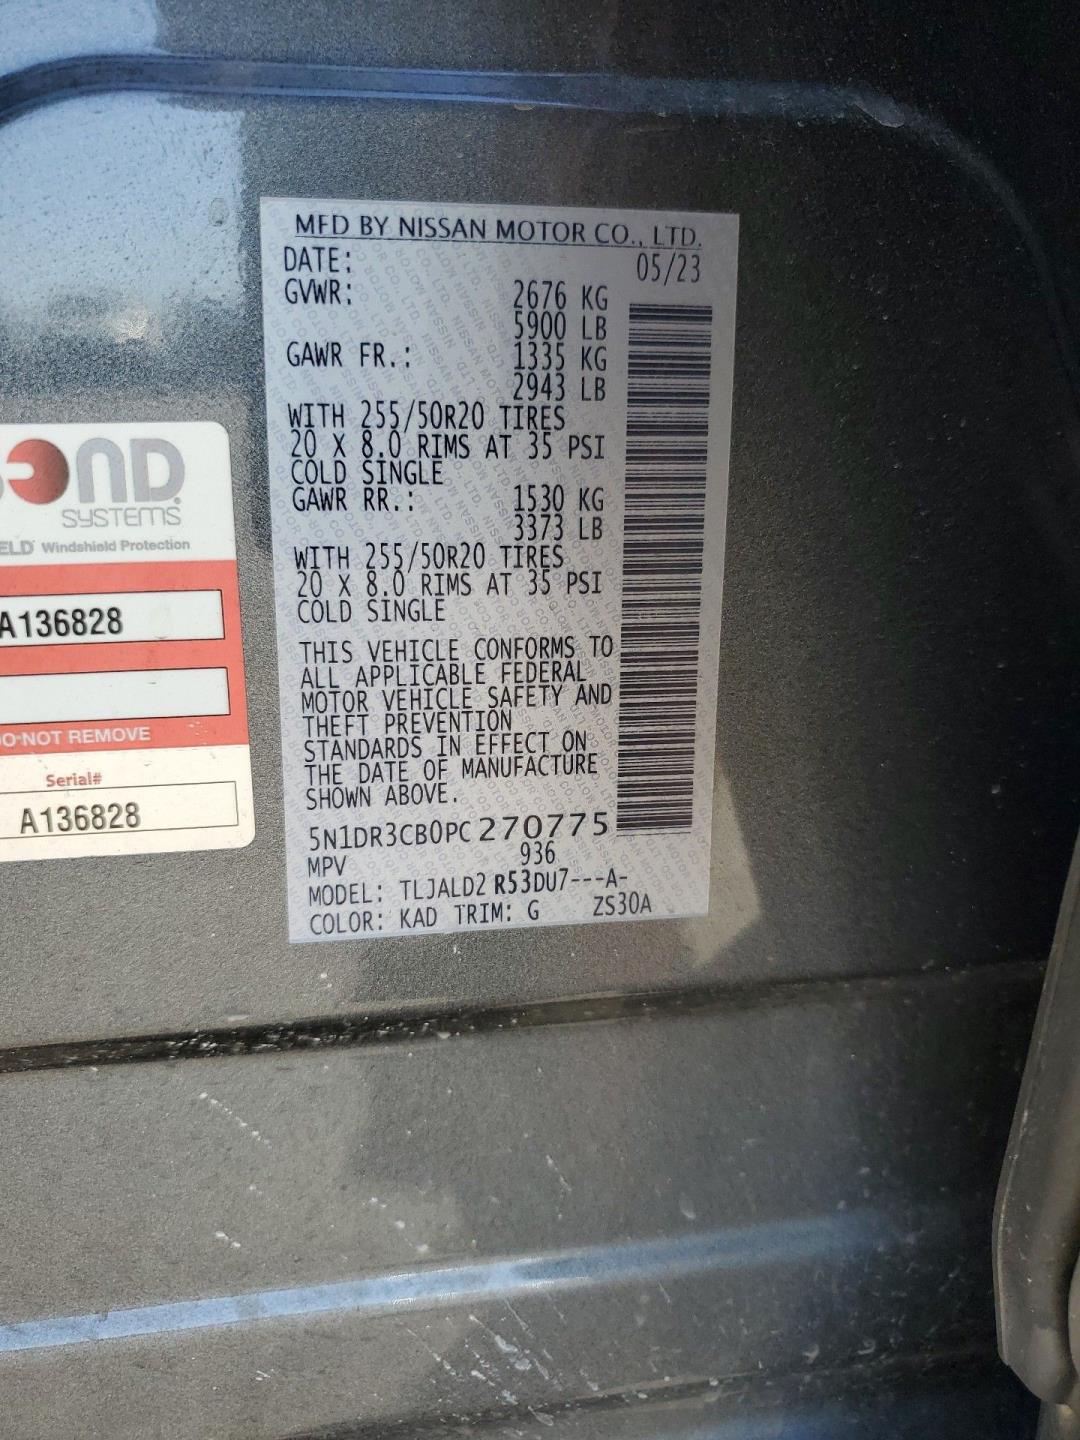 MFD BY NISSAN MOTOR CO., LTD.
DATE: 05/23
GVWR: 2676 KG
5900 LB
GAWR FR.: 1335 KG
2943 LB
WITH 255/50R20 TIRES
20 X 8.0 RIMS AT 35 PSI
COLD SINGLE
GAWR RR.: 1530 KG
3373 LB
WITH 255/50R20 TIRES
20 X 8.0 RIMS AT 35 PSI
COLD SINGLE
THIS VEHICLE CONFORMS TO
ALL APPLICABLE FEDERAL
MOTOR VEHICLE SAFETY AND
THEFT PREVENTION
STANDARDS IN EFFECT ON
THE DATE OF MANUFACTURE
SHOWN ABOVE.
5N1DR3CB0PC270775
MPV 936
MODEL: TLJALD2 R53DU7---A-
COLOR: KAD TRIM: G ZS30A
OND
SYSTEMS
ELD Windshield Protection
A136828
DO NOT REMOVE
Serial#
A136828